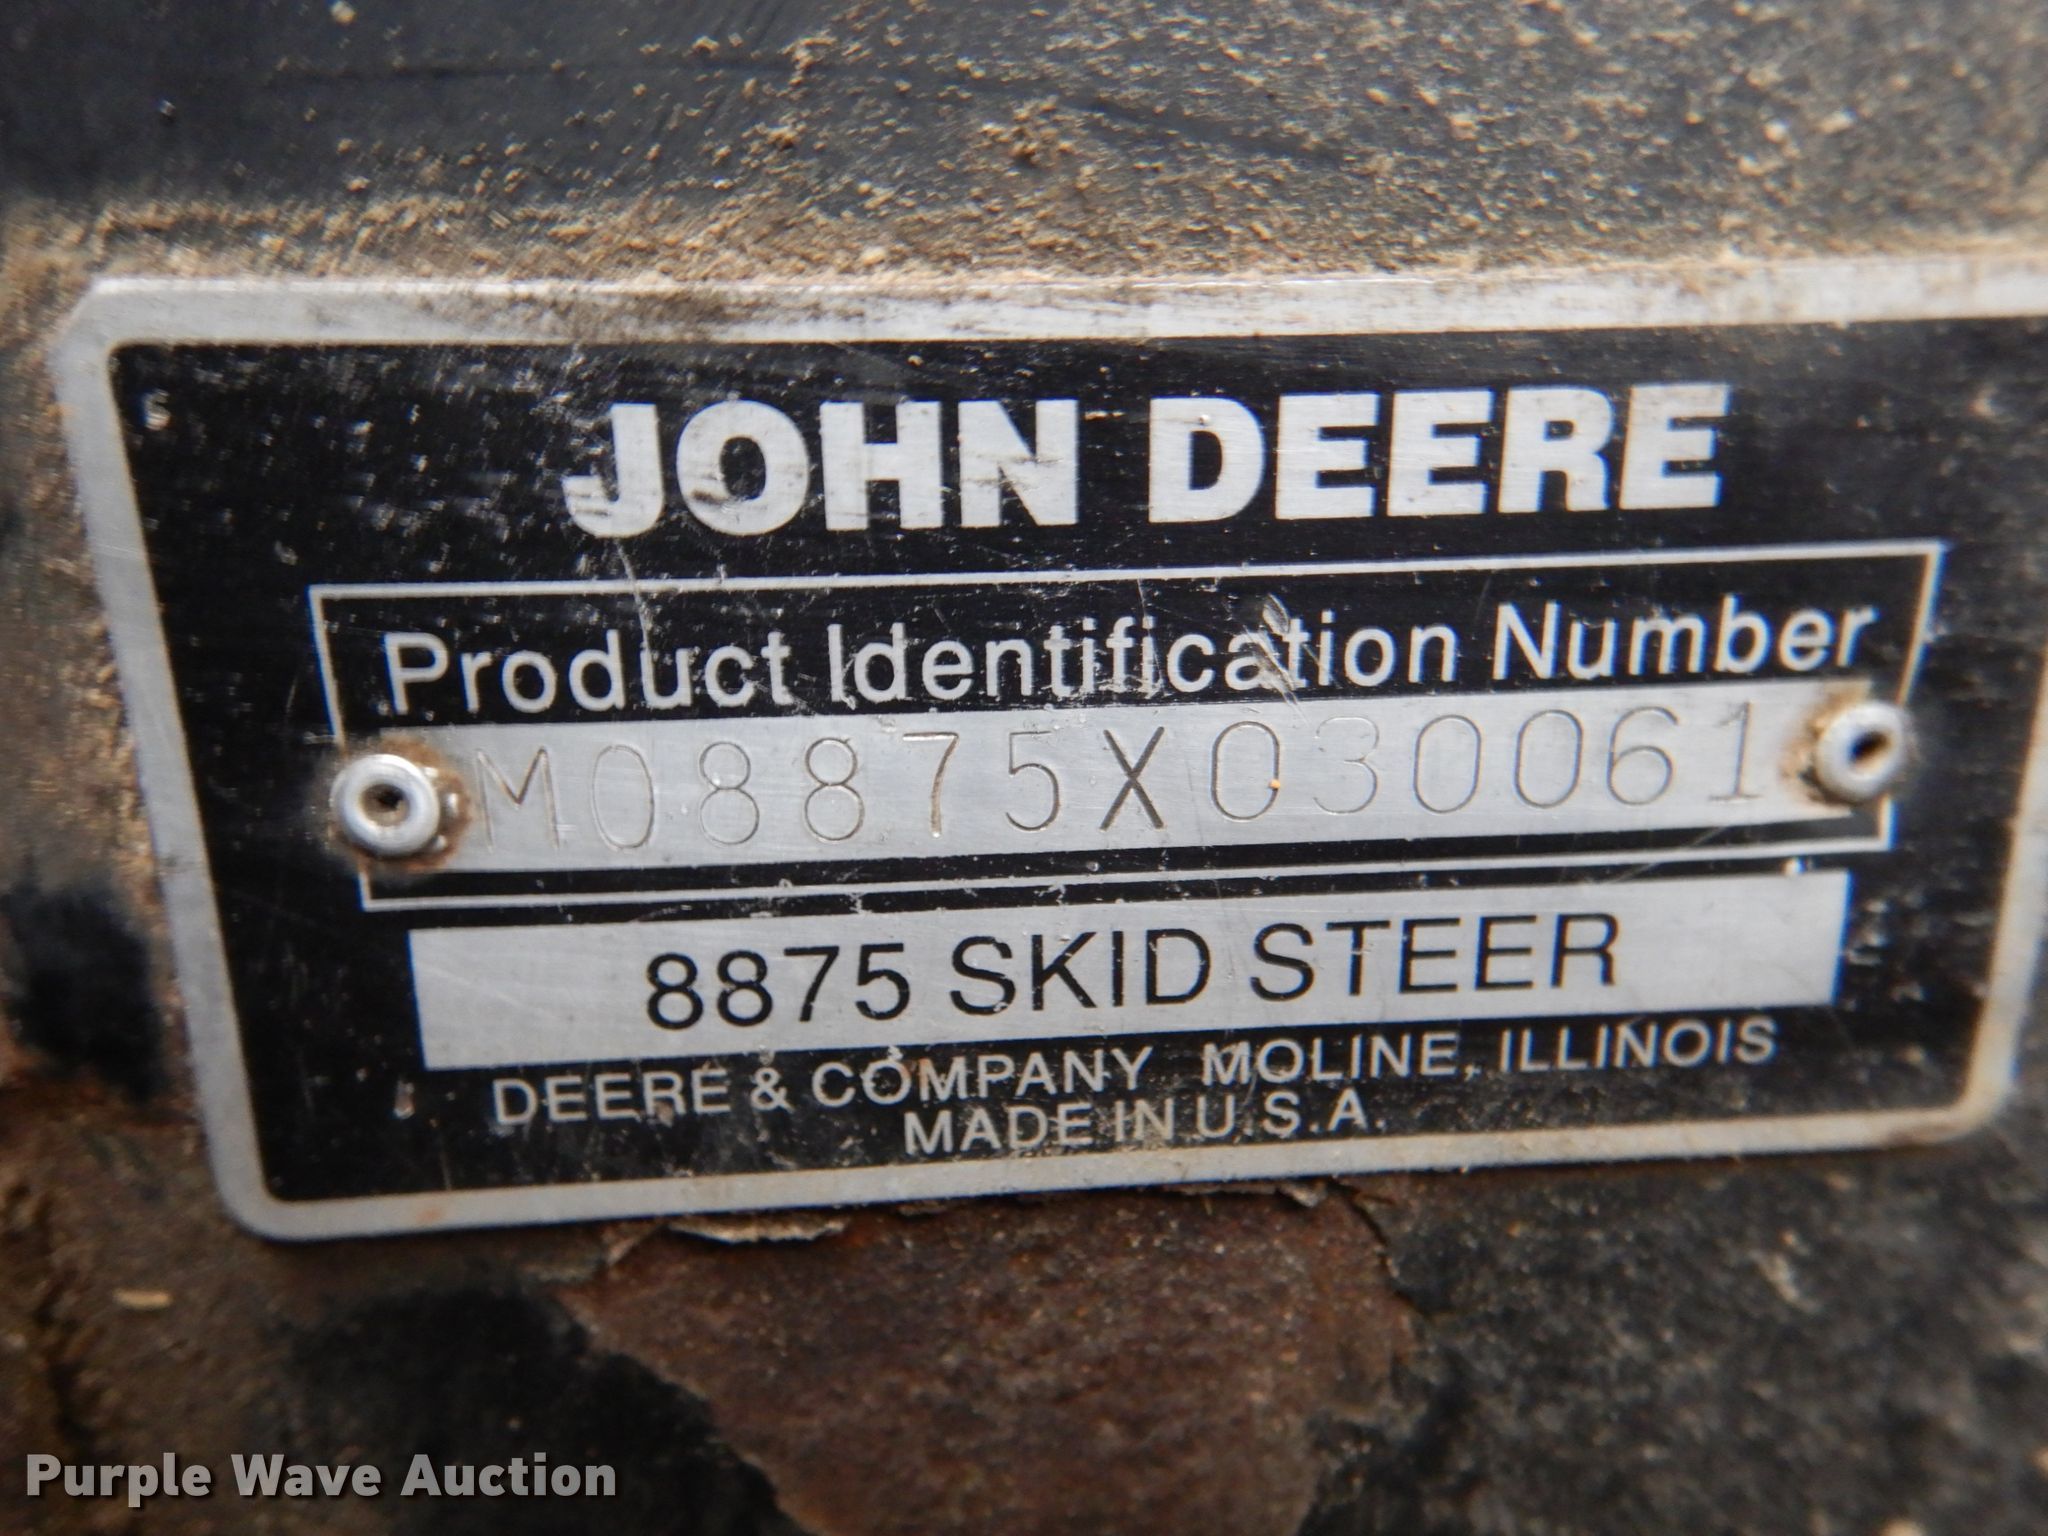 JOHN DEERE
Product Identification Number
M08875X030061
8875 SKID STEER
DEERE & COMPANY MOLINE, ILLINOIS
MADE IN U.S.A.
Purple Wave Auction